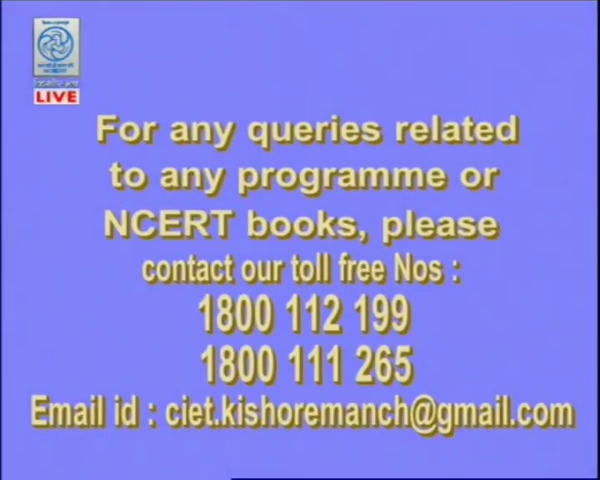 NCERT
LIVE
For any queries related
to any programme or
NCERT books, please
contact our toll free Nos :
1800 112 199
1800 111 265
Email id : ciet.kishoremanch@gmail.com